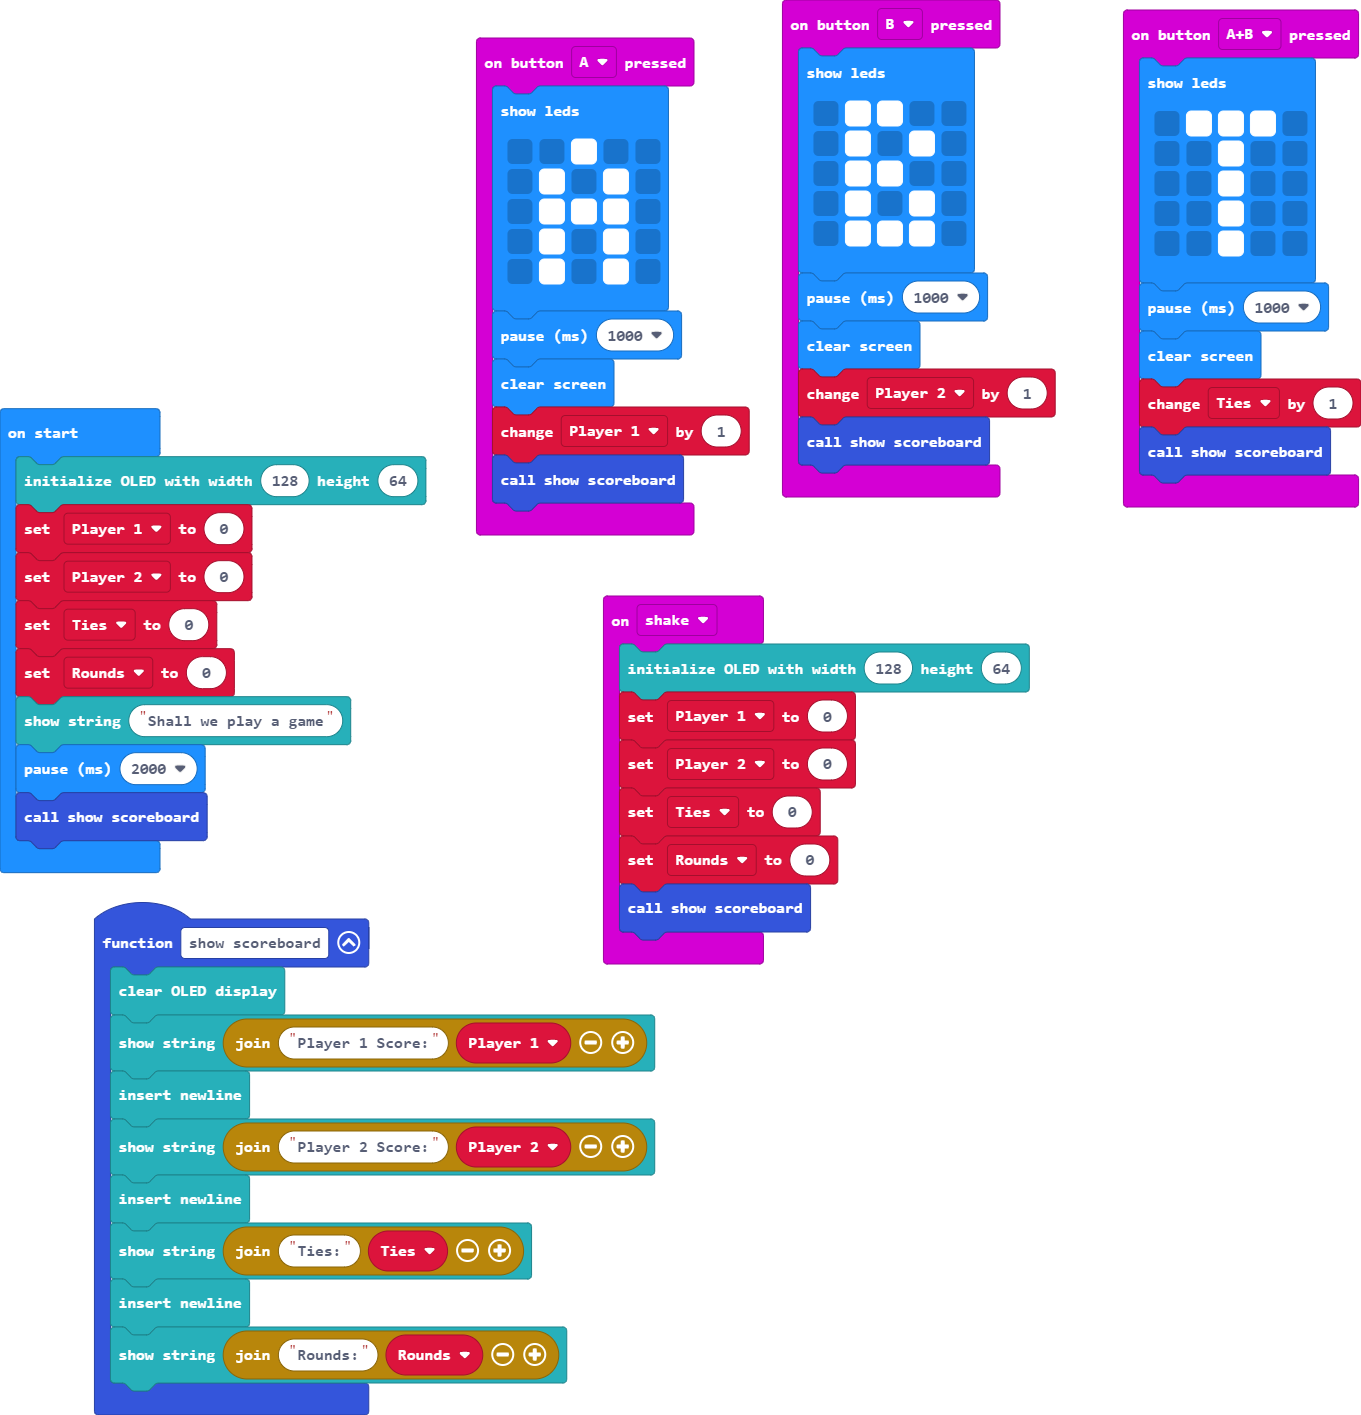 on button A pressed
show leds
pause (ms) 1000
clear screen
change Player 1 by 1
call show scoreboard
on button B pressed
show leds
pause (ms) 1000
clear screen
change Player 2 by 1
call show scoreboard
on button A+B pressed
show leds
pause (ms) 1000
clear screen
change Ties by 1
call show scoreboard
on start
initialize OLED with width 128 height 64
set Player 1 to 0
set Player 2 to 0
set Ties to 0
set Rounds to 0
show string "Shall we play a game"
pause (ms) 2000
call show scoreboard
on shake
initialize OLED with width 128 height 64
set Player 1 to 0
set Player 2 to 0
set Ties to 0
set Rounds to 0
call show scoreboard
function show scoreboard
clear OLED display
show string join "Player 1 Score:" Player 1
insert newline
show string join "Player 2 Score:" Player 2
insert newline
show string join "Ties:" Ties
insert newline
show string join "Rounds:" Rounds